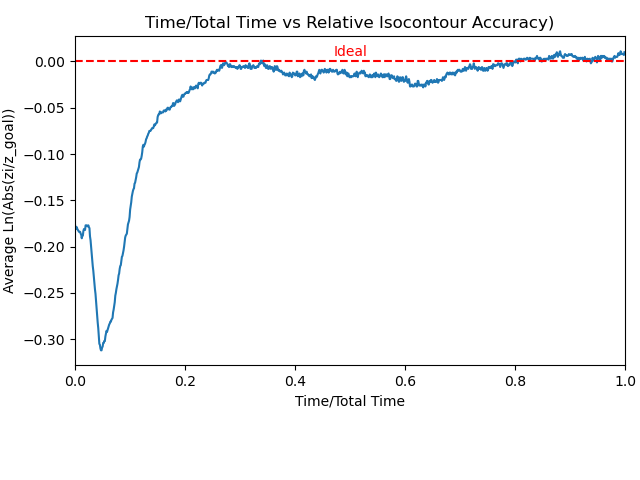 Time/Total Time vs Relative Isocontour Accuracy)
Ideal
Average Ln(Abs(zi/z_goal))
0.00
−0.05
−0.10
−0.15
−0.20
−0.25
−0.30
0.0 0.2 0.4 0.6 0.8 1.0
Time/Total Time